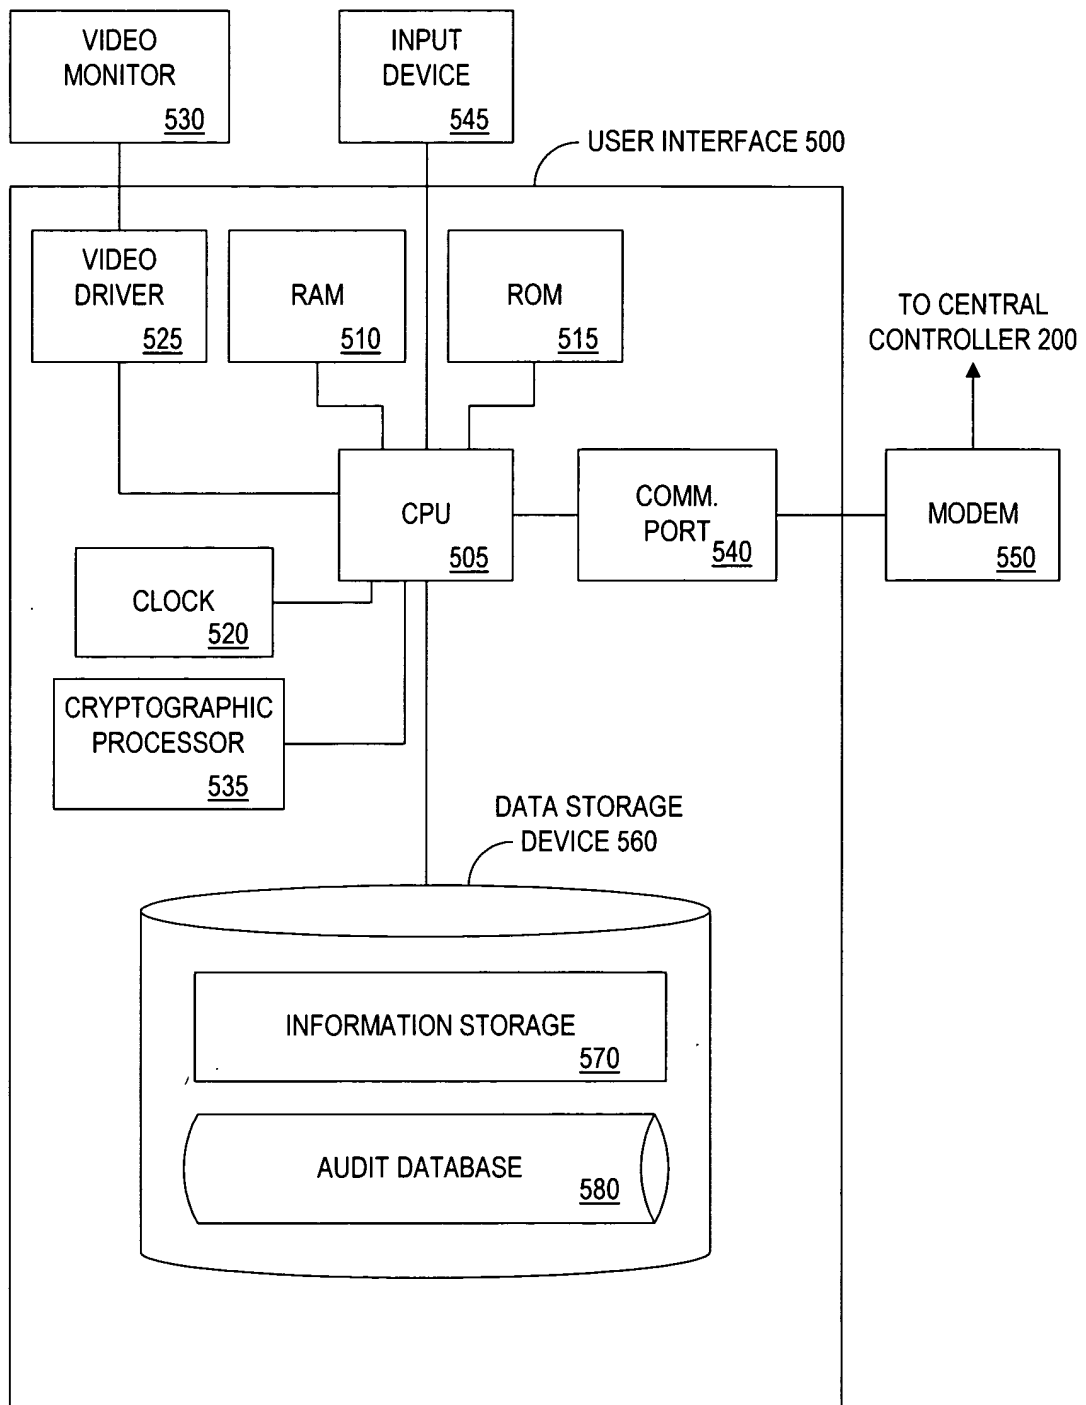 VIDEO
MONITOR
530
INPUT
DEVICE
545
USER INTERFACE 500
VIDEO
DRIVER
525
RAM
510
ROM
515
TO CENTRAL
CONTROLLER 200
CPU
505
COMM.
PORT
540
MODEM
550
CLOCK
520
CRYPTOGRAPHIC
PROCESSOR
535
DATA STORAGE
DEVICE 560
INFORMATION STORAGE
570
AUDIT DATABASE
580